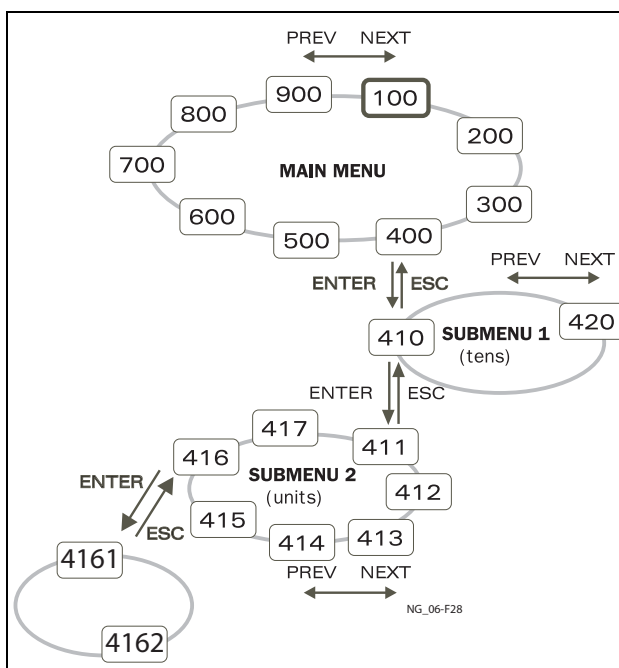 PREV NEXT
900 100
800 200
700 MAIN MENU
600 300
500 400
ENTER ESC
PREV NEXT
410 SUBMENU 1 420
(tens)
ENTER ESC
417 411
416 SUBMENU 2
(units) 412
ENTER
ESC
415 414 413
4161
PREV NEXT
4162
NG_06-F28